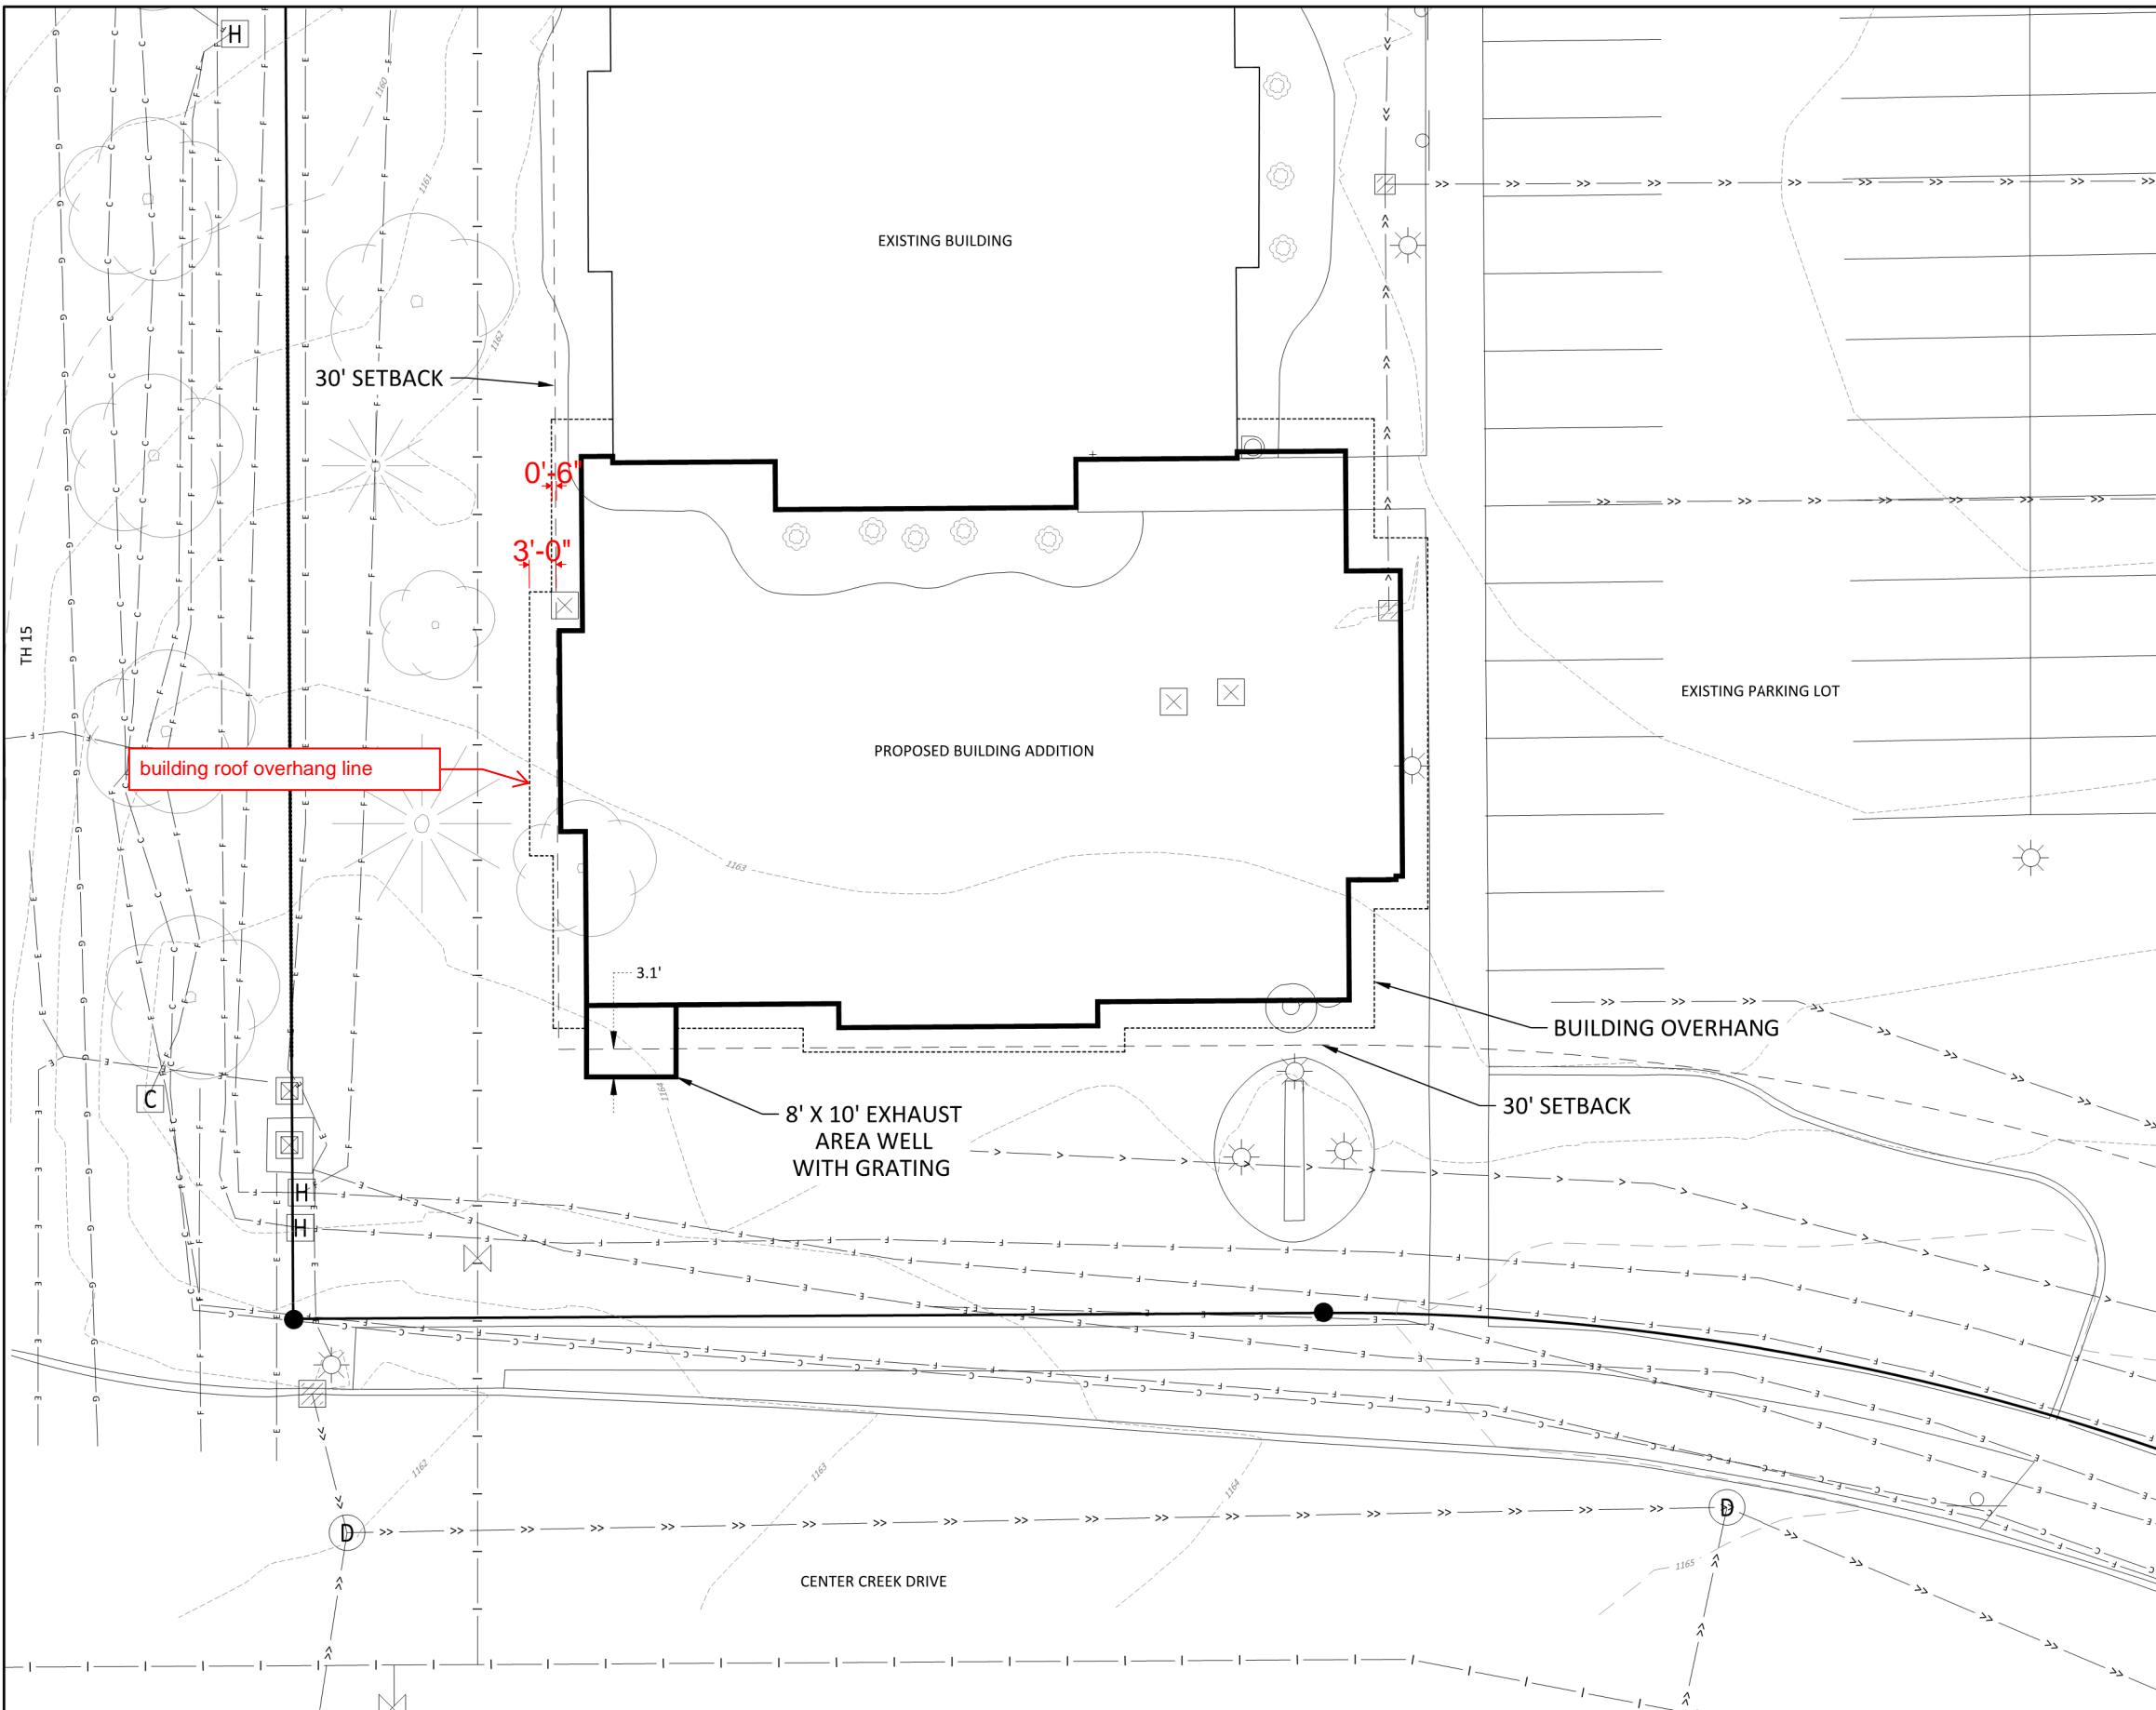 H
1160
1161
EXISTING BUILDING
1162
30' SETBACK
0'-6"
3'-0"
TH 15
EXISTING PARKING LOT
PROPOSED BUILDING ADDITION
building roof overhang line
1163
3.1'
BUILDING OVERHANG
C
1164
8' X 10' EXHAUST
AREA WELL
WITH GRATING
30' SETBACK
H
H
1162
1163
1164
D
D
1165
CENTER CREEK DRIVE